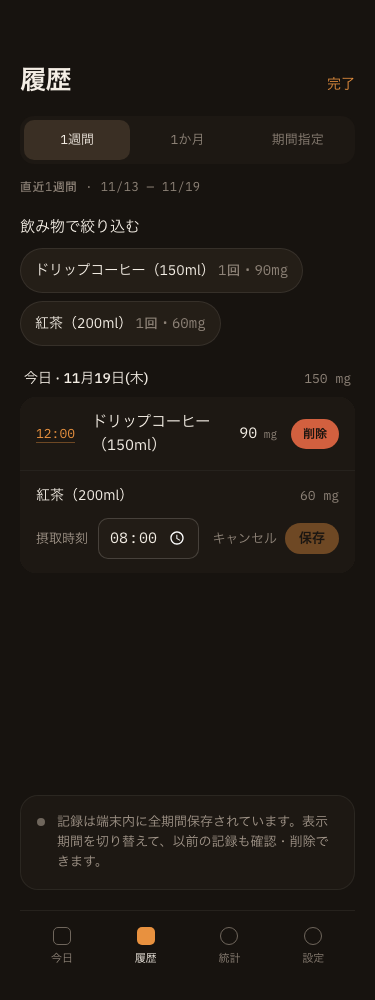 履歴
完了
1週間
1か月
期間指定
直近1週間 · 11/13 — 11/19
飲み物で絞り込む
ドリップコーヒー（150ml） 1回・90mg
紅茶（200ml） 1回・60mg
今日 · 11月19日(木)
150 mg
12:00
ドリップコーヒー
（150ml）
90 mg
削除
紅茶（200ml）
60 mg
摂取時刻
08:00
キャンセル
保存
記録は端末内に全期間保存されています。表示
期間を切り替えて、以前の記録も確認・削除で
きます。
今日
履歴
統計
設定